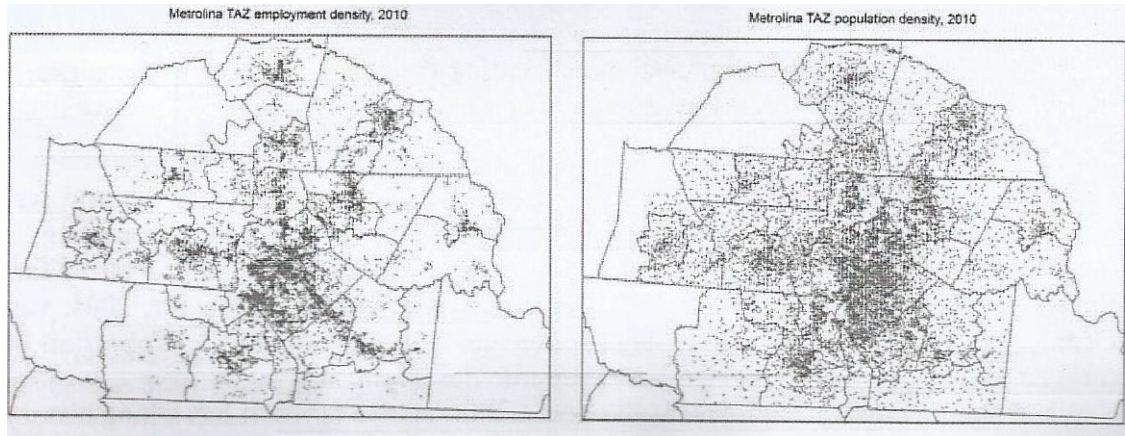 Metrolina TAZ employment density, 2010
Metrolina TAZ population density, 2010